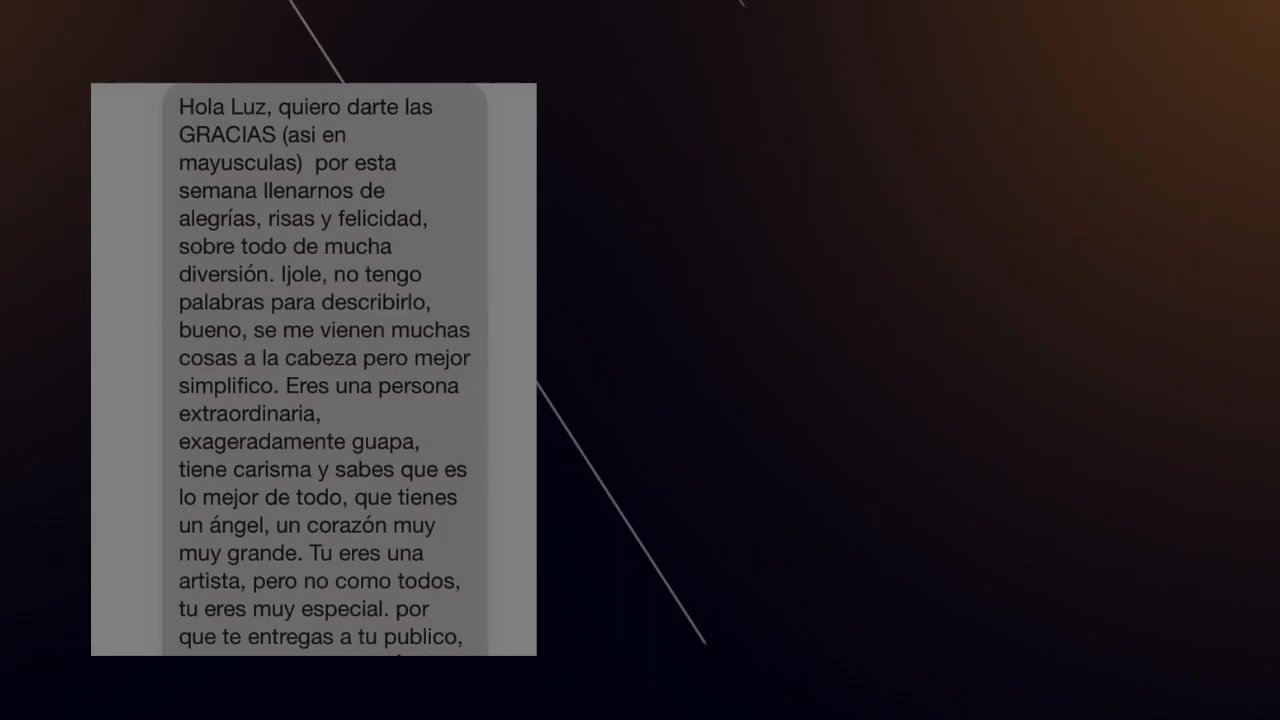 Hola Luz, quiero darte las
GRACIAS (asi en
mayusculas)  por esta
semana llenarnos de
alegrías, risas y felicidad,
sobre todo de mucha
diversión. Ijole, no tengo
palabras para describirlo,
bueno, se me vienen muchas
cosas a la cabeza pero mejor
simplifico. Eres una persona
extraordinaria,
exageradamente guapa,
tiene carisma y sabes que es
lo mejor de todo, que tienes
un ángel, un corazón muy
muy grande. Tu eres una
artista, pero no como todos,
tu eres muy especial. por
que te entregas a tu publico,